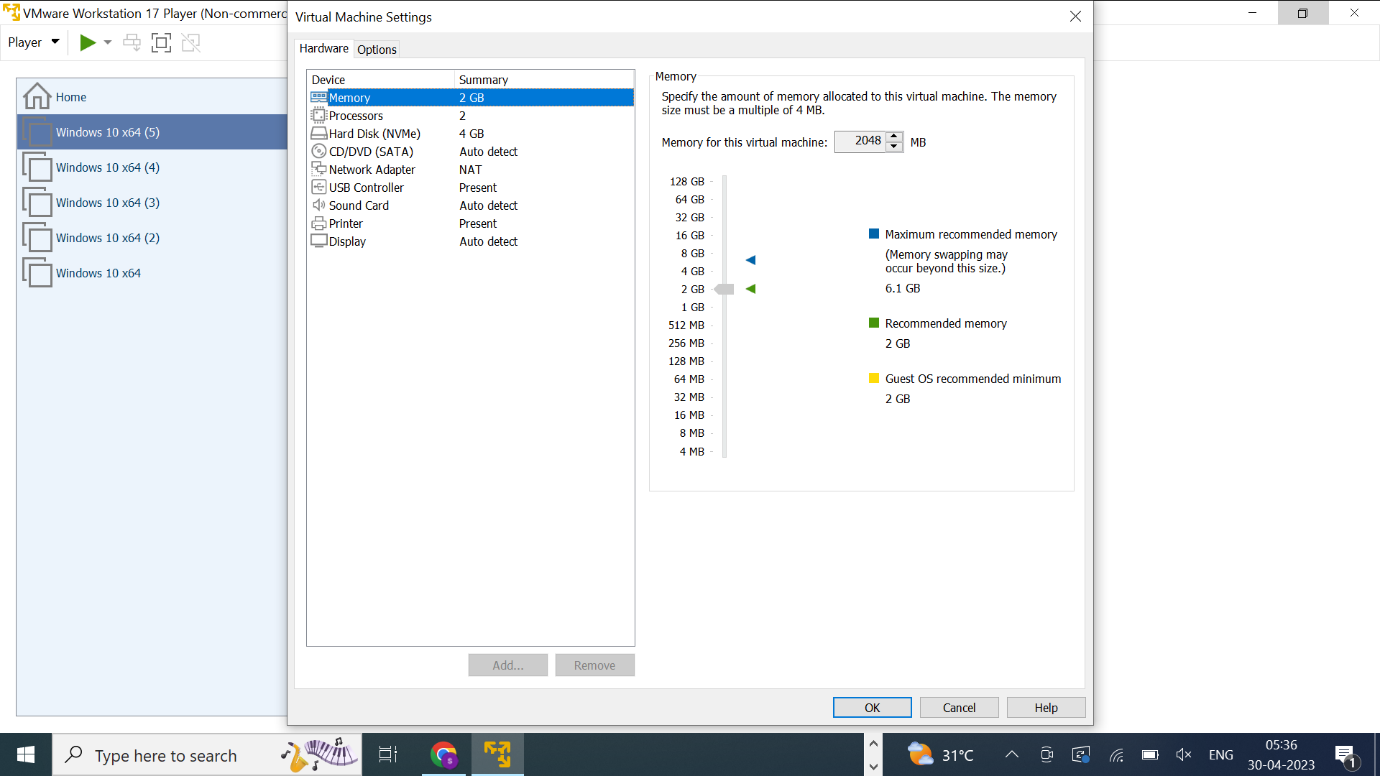 VMware Workstation 17 Player (Non-commerc
Player
Home
Windows 10 x64 (5)
Windows 10 x64 (4)
Windows 10 x64 (3)
Windows 10 x64 (2)
Windows 10 x64
Virtual Machine Settings
Hardware Options
Device Summary
Memory 2 GB
Processors 2
Hard Disk (NVMe) 4 GB
CD/DVD (SATA) Auto detect
Network Adapter NAT
USB Controller Present
Sound Card Auto detect
Printer Present
Display Auto detect
Add... Remove
Memory
Specify the amount of memory allocated to this virtual machine. The memory
size must be a multiple of 4 MB.
Memory for this virtual machine: 2048 MB
128 GB
64 GB
32 GB
16 GB
8 GB
4 GB
2 GB
1 GB
512 MB
256 MB
128 MB
64 MB
32 MB
16 MB
8 MB
4 MB
Maximum recommended memory
(Memory swapping may
occur beyond this size.)
6.1 GB
Recommended memory
2 GB
Guest OS recommended minimum
2 GB
OK Cancel Help
Type here to search
S
31°C
ENG
05:36
30-04-2023
1